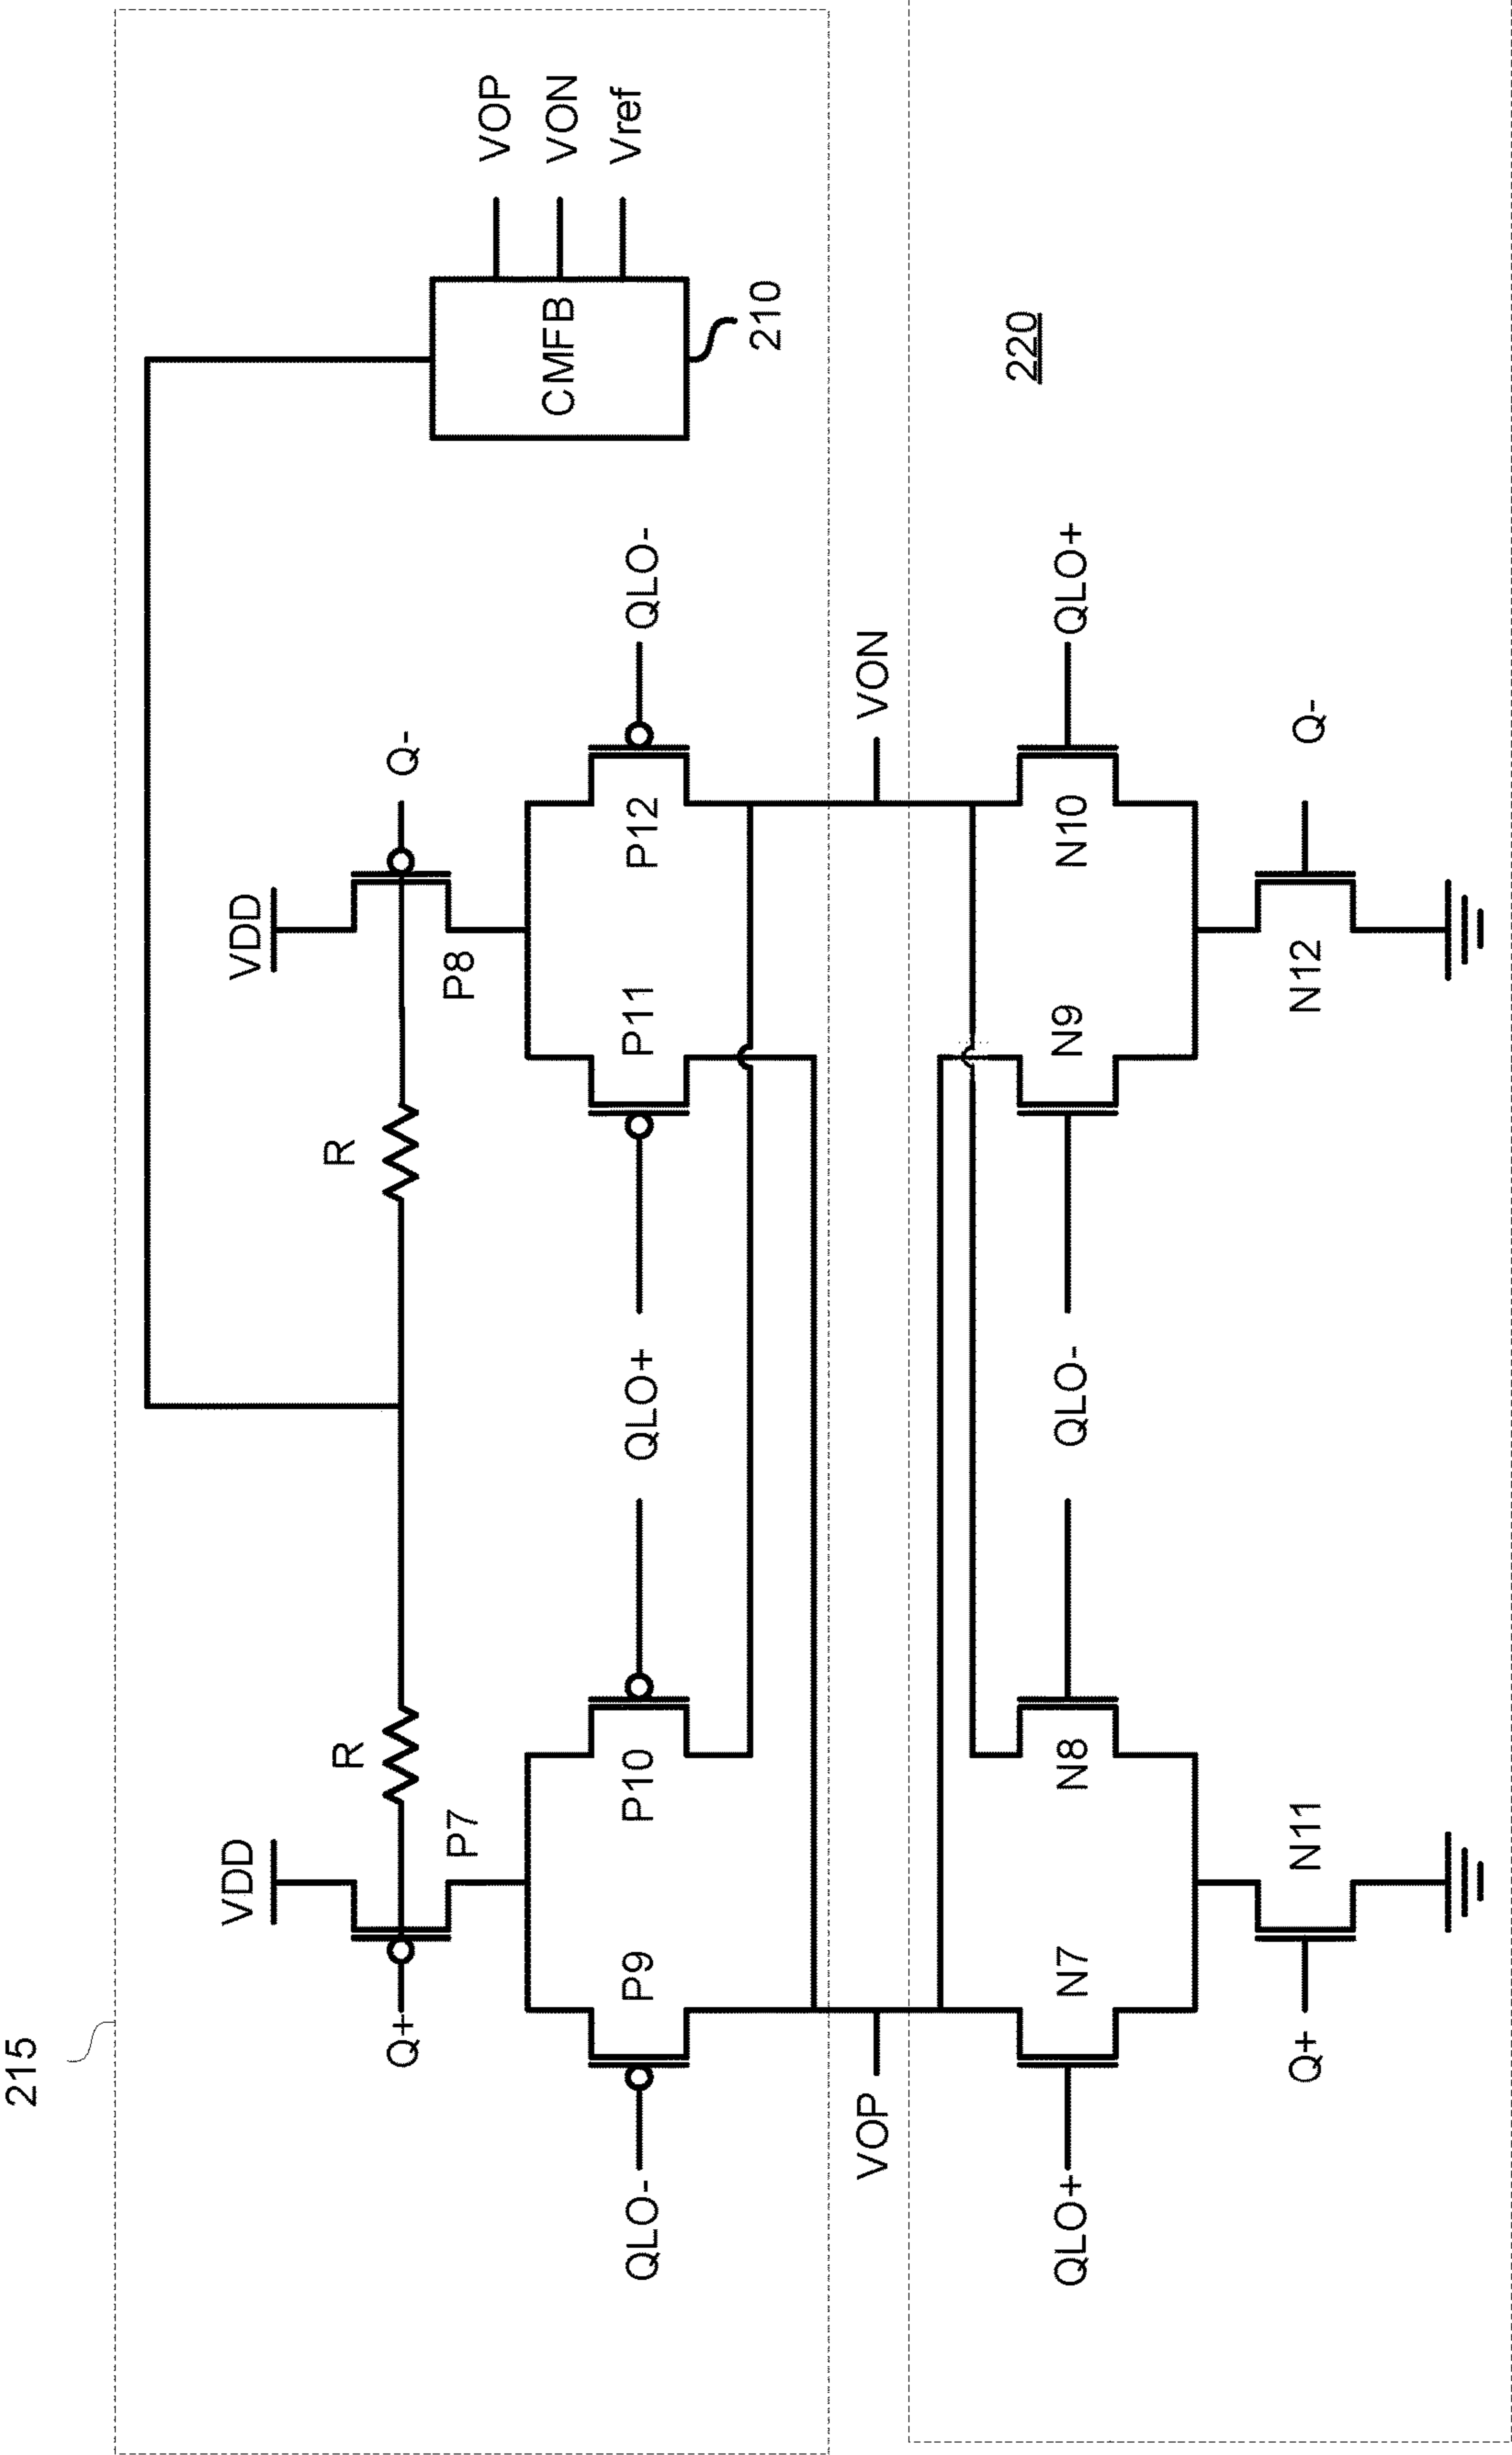 215
VDD
VDD
R
R
Q+
P7
P8
Q-
CMFB
VOP
VON
Vref
210
QLO-
P9
P10
QLO+
P11
P12
QLO-
VOP
VON
220
QLO+
N7
N8
QLO-
N9
N10
QLO+
Q+
N11
N12
Q-